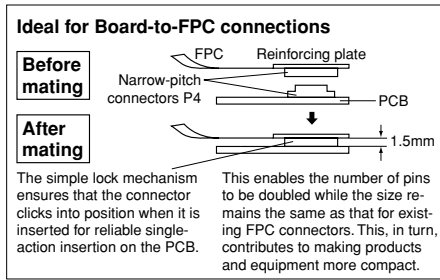 Ideal for Board-to-FPC connections
Before
mating
FPC
Reinforcing plate
Narrow-pitch
connectors P4
PCB
After
mating
1.5mm
The simple lock mechanism
ensures that the connector
clicks into position when it is
inserted for reliable single-
action insertion on the PCB.
This enables the number of pins
to be doubled while the size re-
mains the same as that for exist-
ing FPC connectors. This, in turn,
contributes to making products
and equipment more compact.